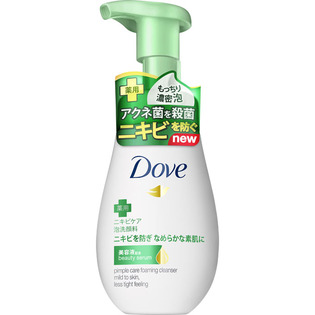 薬用
もっちり
濃密泡
アクネ菌を殺菌
ニキビを防ぐ
new
Dove
薬用
ニキビケア
泡洗顔料
ニキビを防ぎ なめらかな素肌に
beauty serum
pimple care foaming cleanser
mild to skin,
less tight feeling